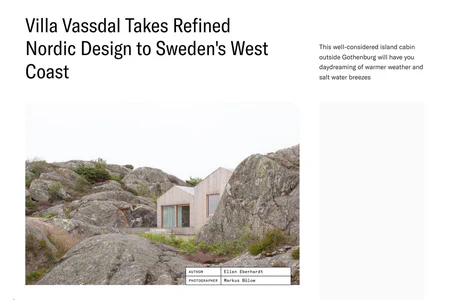 Villa Vassdal Takes Refined
Nordic Design to Sweden's West
Coast
This well-considered island cabin
outside Gothenburg will have you
daydreaming of warmer weather and
salt water breezes
AUTHOR Ellen Eberhardt
PHOTOGRAPHER Markus Bülow